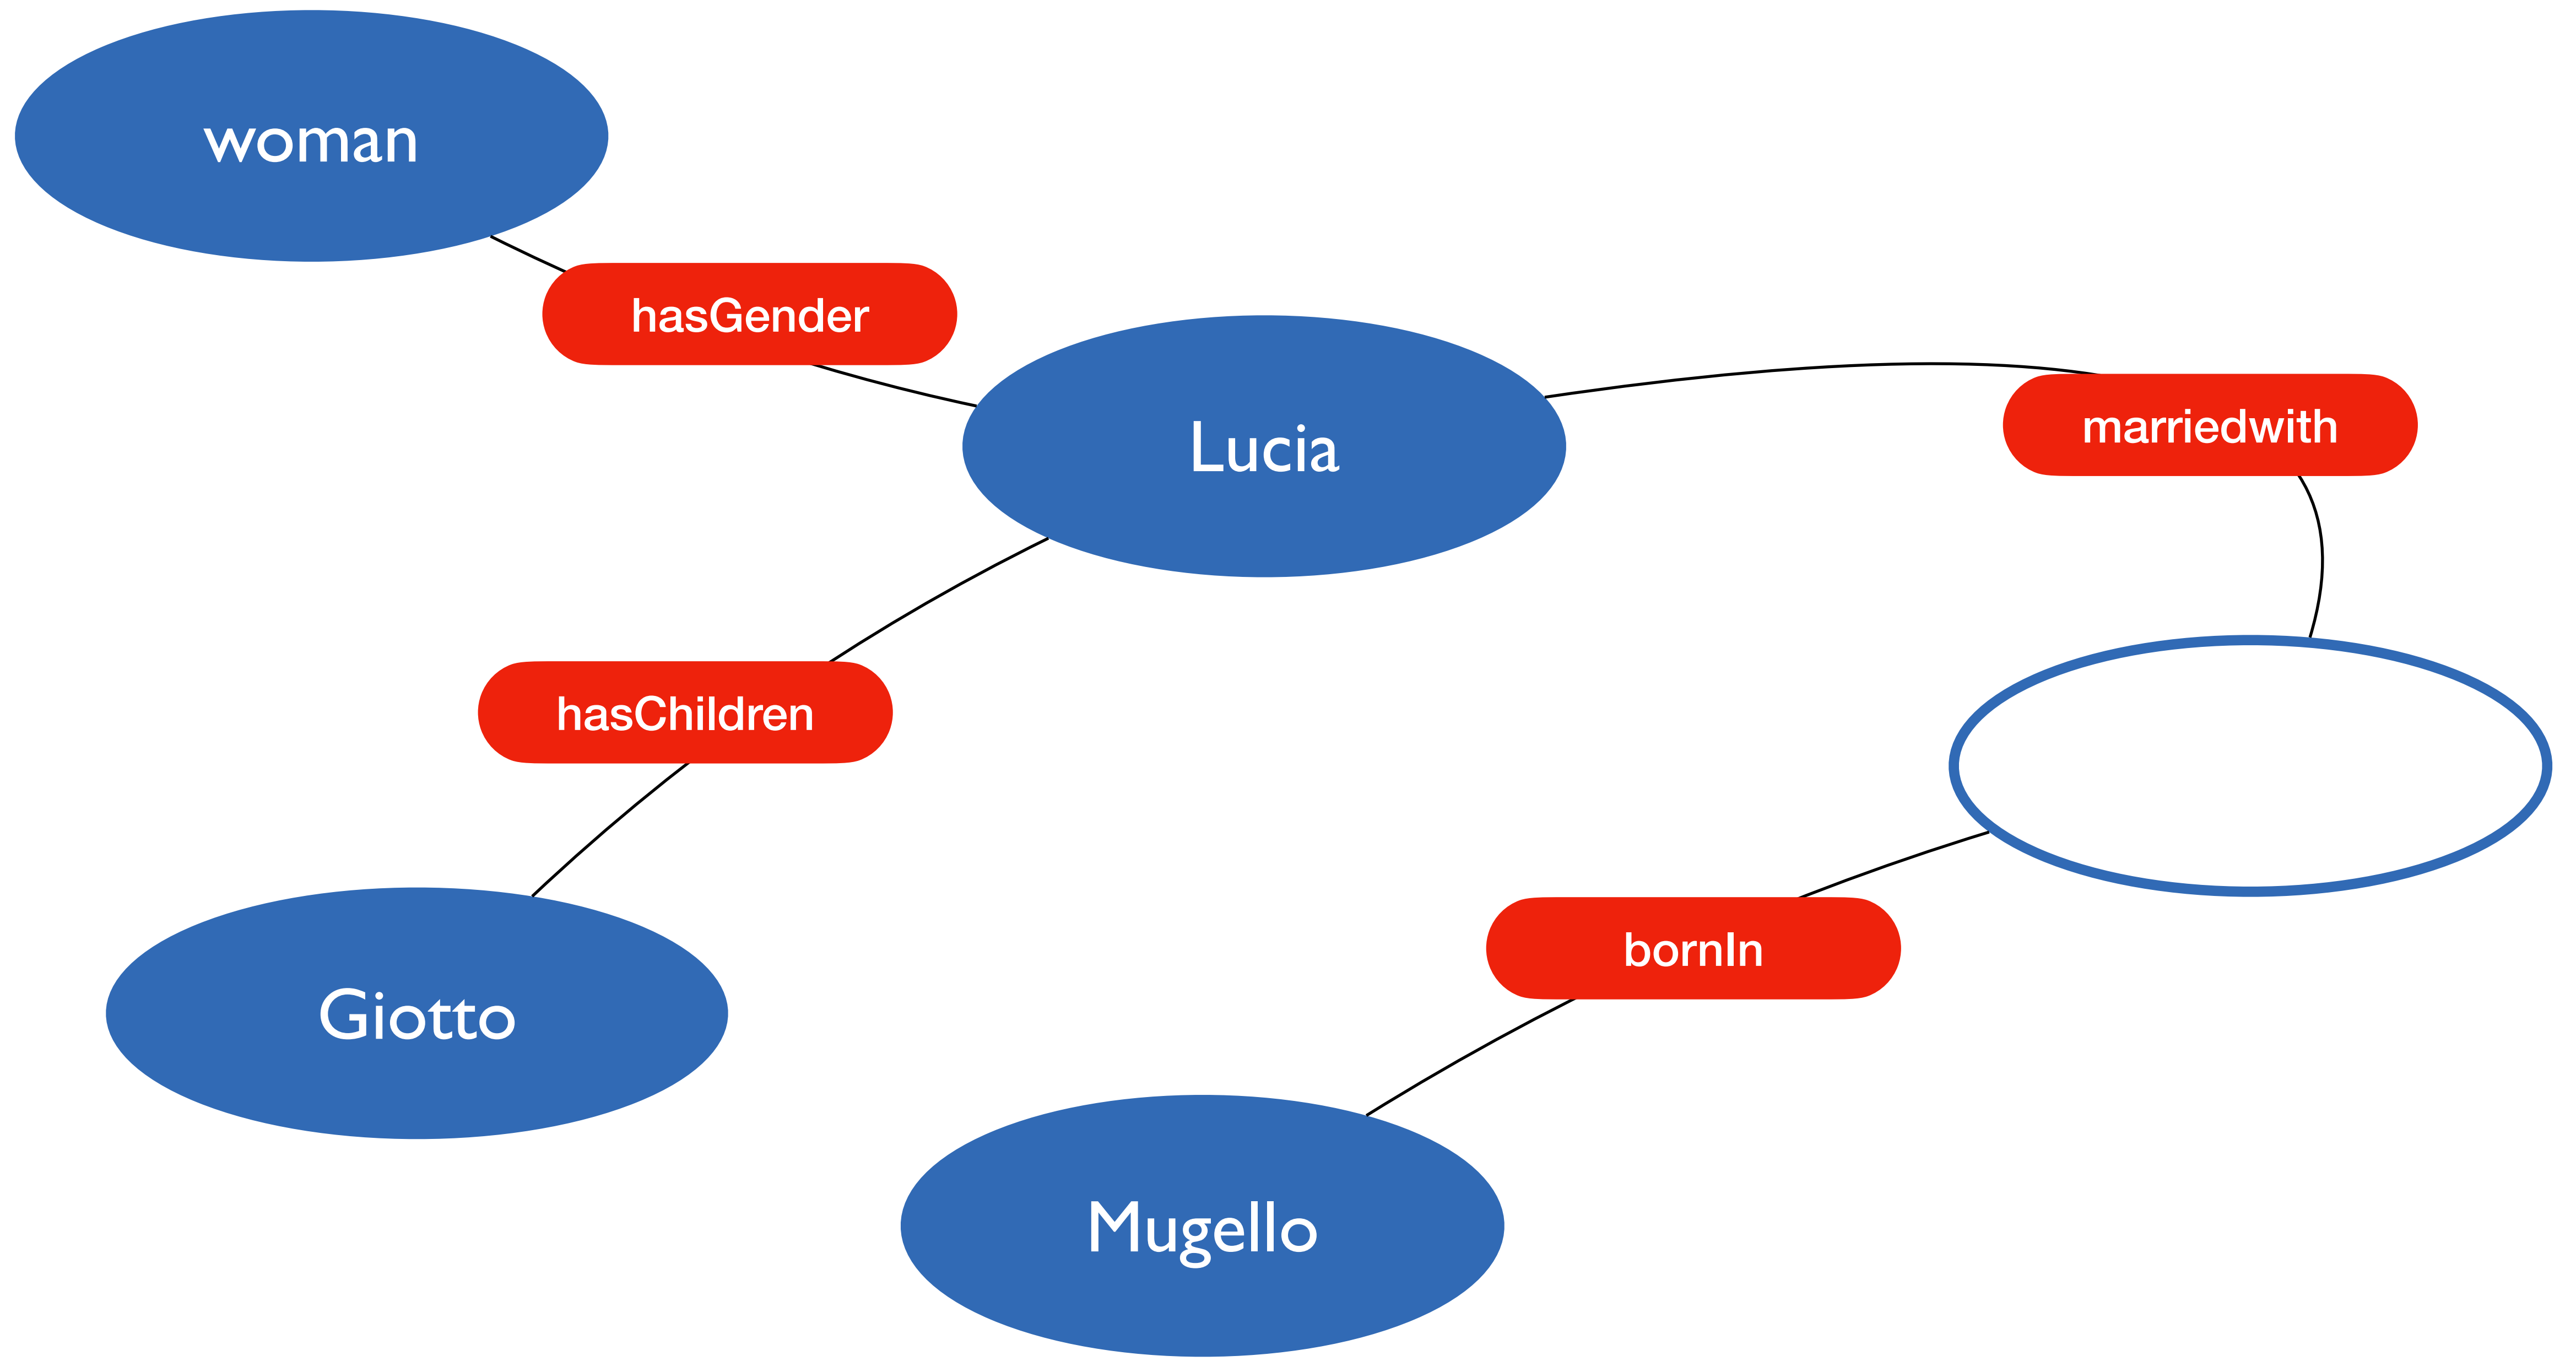 woman
hasGender
Lucia
marriedwith
hasChildren
bornIn
Giotto
Mugello